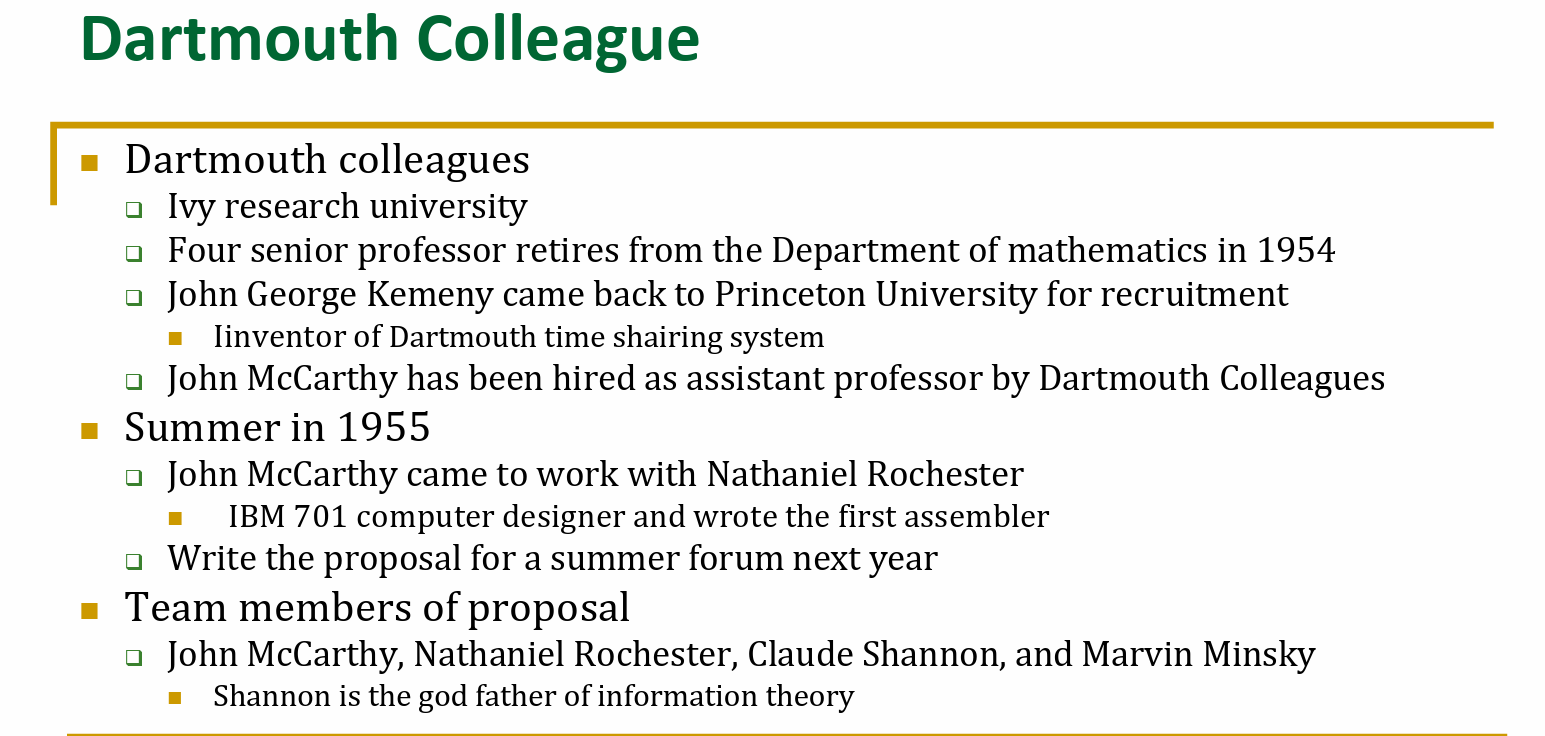 Dartmouth Colleague
Dartmouth colleagues
Ivy research university
Four senior professor retires from the Department of mathematics in 1954
John George Kemeny came back to Princeton University for recruitment
Iinventor of Dartmouth time shairing system
John McCarthy has been hired as assistant professor by Dartmouth Colleagues
Summer in 1955
John McCarthy came to work with Nathaniel Rochester
IBM 701 computer designer and wrote the first assembler
Write the proposal for a summer forum next year
Team members of proposal
John McCarthy, Nathaniel Rochester, Claude Shannon, and Marvin Minsky
Shannon is the god father of information theory